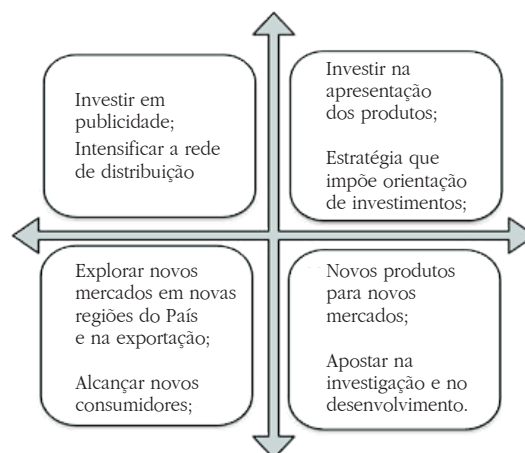 Investir em
publicidade;
Intensificar a rede
de distribuição
Investir na
apresentação
dos produtos;
Estratégia que
impõe orientação
de investimentos;
Explorar novos
mercados em novas
regiões do País
e na exportação;
Alcançar novos
consumidores;
Novos produtos
para novos
mercados;
Apostar na
investigação e no
desenvolvimento.